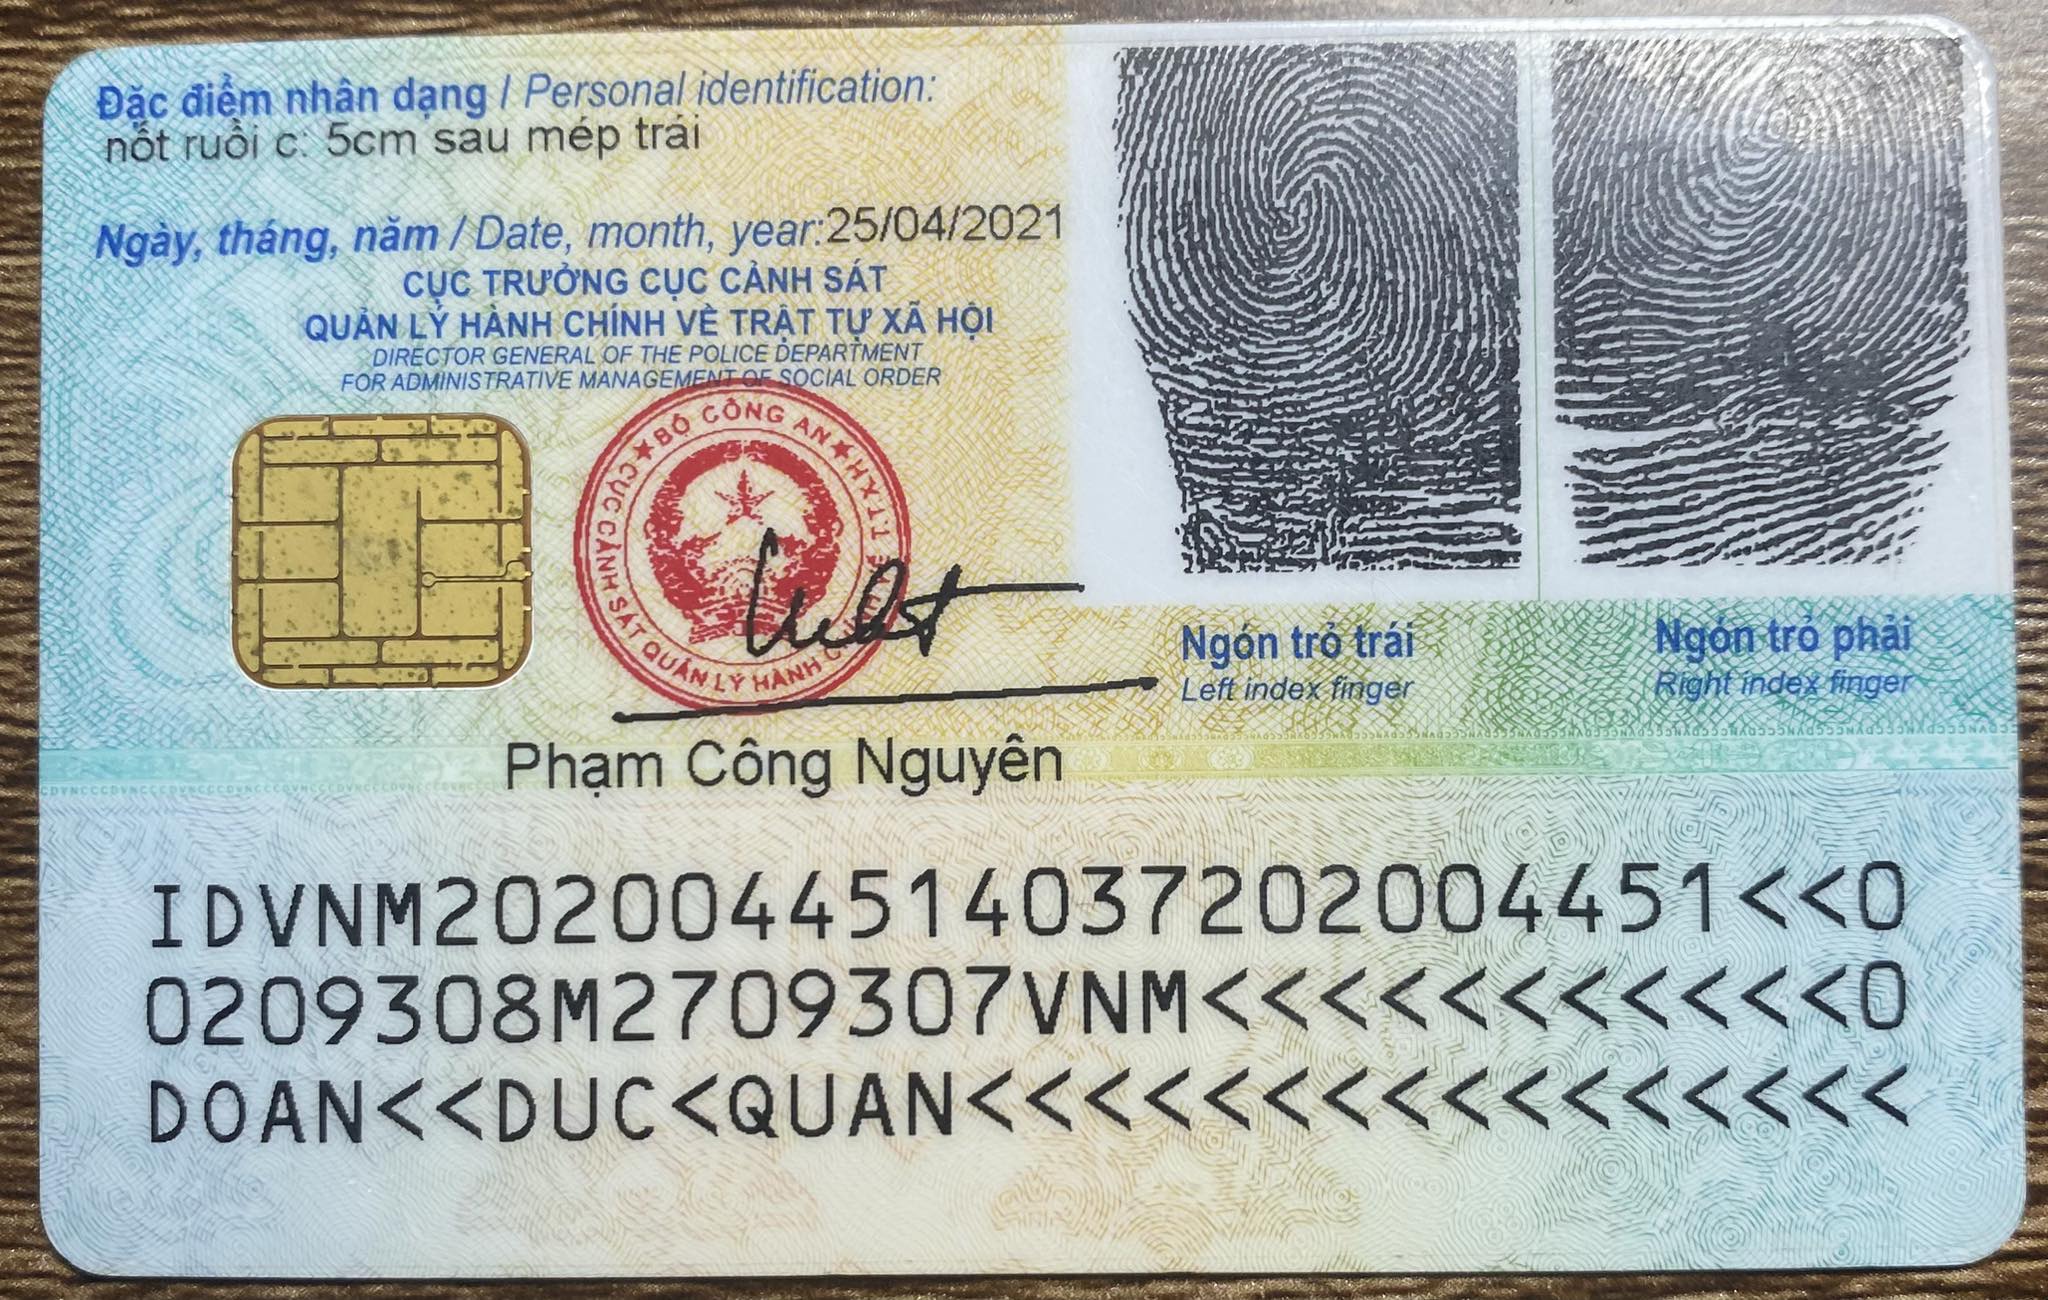 Đặc điểm nhân dạng / Personal identification:
nốt ruồi c: 5cm sau mép trái
Ngày, tháng, năm / Date, month, year:25/04/2021
CỤC TRƯỞNG CỤC CẢNH SÁT
QUẢN LÝ HÀNH CHÍNH VỀ TRẬT TỰ XÃ HỘI
DIRECTOR GENERAL OF THE POLICE DEPARTMENT
FOR ADMINISTRATIVE MANAGEMENT OF SOCIAL ORDER
★ BỘ CÔNG AN ★
CỤC CẢNH SÁT QUẢN LÝ HÀNH CHÍNH VỀ TTXH
Ngón trỏ trái
Left index finger
Ngón trỏ phải
Right index finger
Phạm Công Nguyên
IDVNM2020044514037202004451<<0
0209308M2709307VNM<<<<<<<<<<<0
DOAN<<DUC<QUAN<<<<<<<<<<<<<<<<